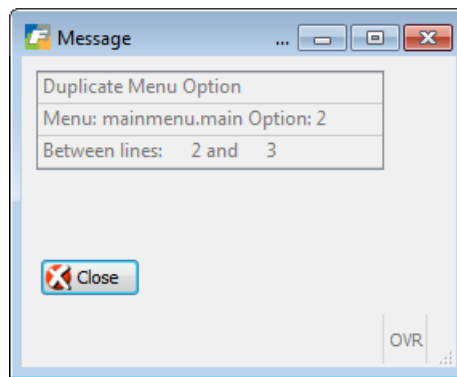 Message ...
Duplicate Menu Option
Menu: mainmenu.main Option: 2
Between lines: 2 and 3
Close
OVR